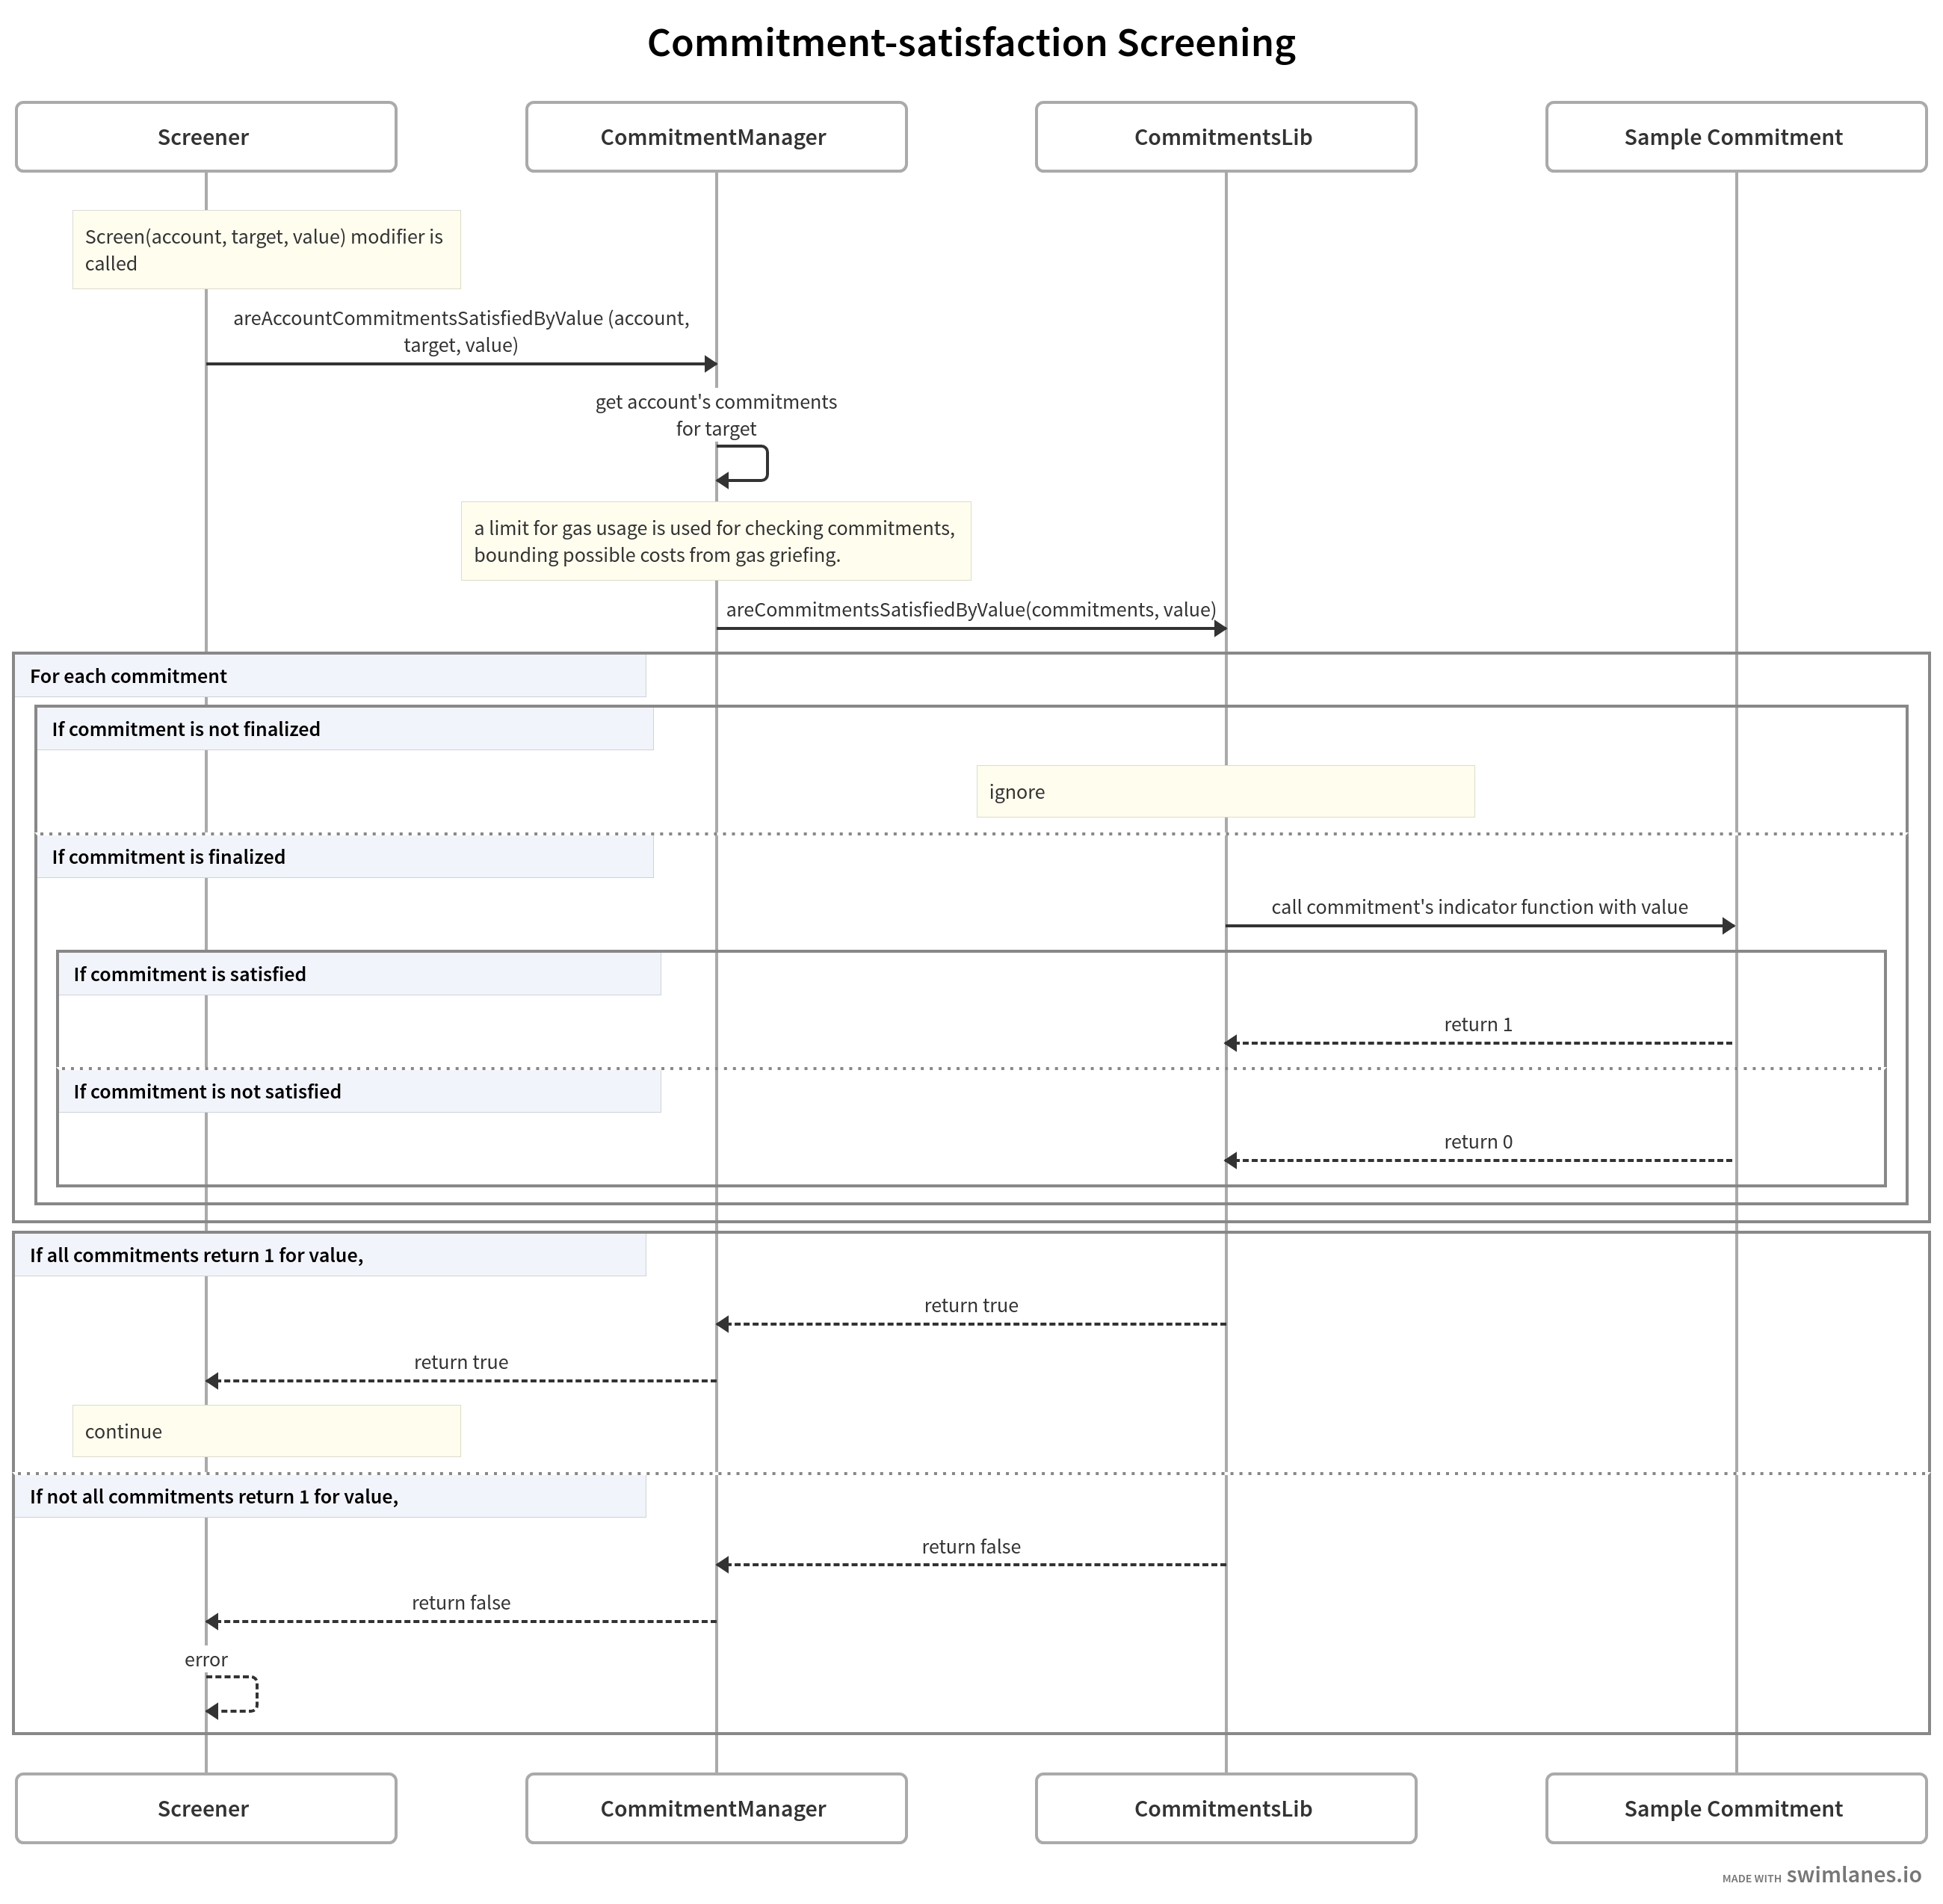 Commitment-satisfaction Screening
Screener
CommitmentManager
CommitmentsLib
Sample Commitment
Screen(account, target, value) modifier is
called
areAccountCommitmentsSatisfiedByValue (account,
target, value)
get account's commitments
for target
a limit for gas usage is used for checking commitments,
bounding possible costs from gas griefing.
areCommitmentsSatisfiedByValue(commitments, value)
For each commitment
If commitment is not finalized
ignore
If commitment is finalized
call commitment's indicator function with value
If commitment is satisfied
return 1
If commitment is not satisfied
return 0
If all commitments return 1 for value,
return true
return true
continue
If not all commitments return 1 for value,
return false
return false
error
Screener
CommitmentManager
CommitmentsLib
Sample Commitment
MADE WITH swimlanes.io